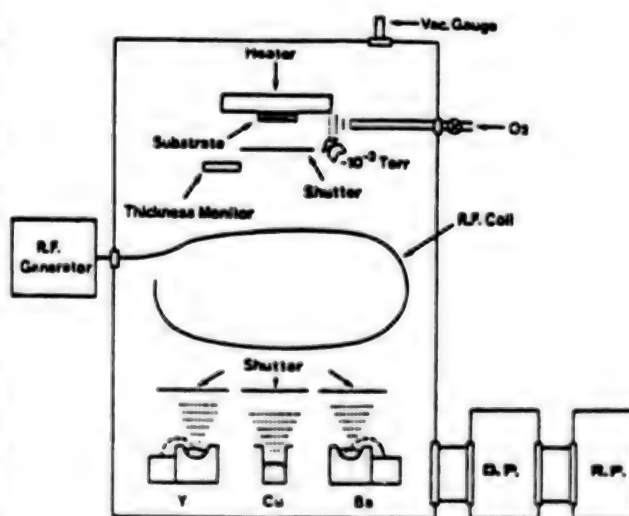 Vac. Gauge
Heater
Substrate
O₂
~10⁻³ Torr
Shutter
Thickness Monitor
R.F. Coil
R.F.
Generator
Shutter
D.P.
R.P.
Y
Cu
Ba